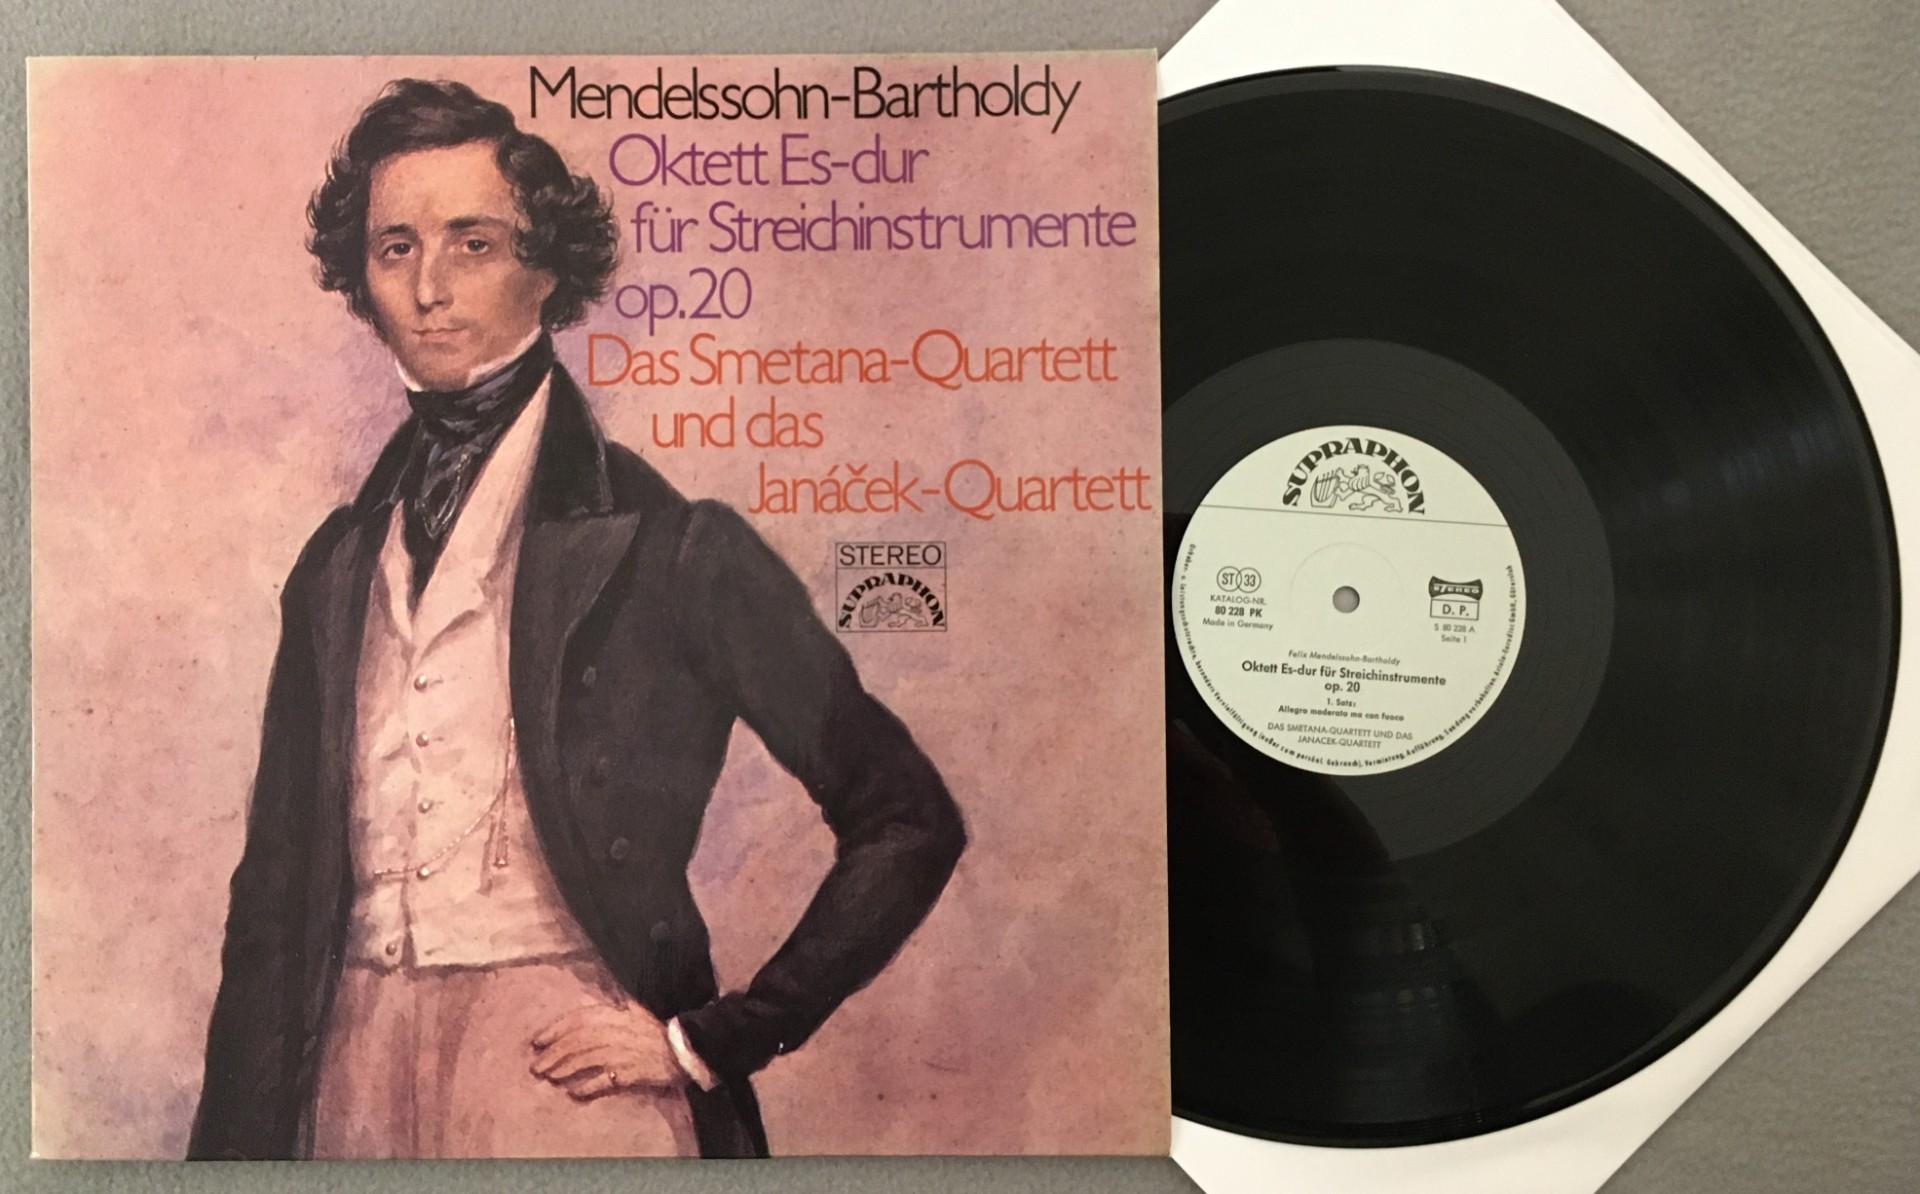 Mendelssohn-Bartholdy
Oktett Es-dur
für Streichinstrumente
op.20
Das Smetana-Quartett
und das
Janáček-Quartett
STEREO
SUPRAPHON
SUPRAPHON
ST 33
KATALOG-NR.
80 228 PK
Made in Germany
STEREO
D. P.
S 80 228 A
Seite 1
Felix Mendelssohn-Bartholdy
Oktett Es-dur für Streichinstrumente
op. 20
1. Satz:
Allegro moderato ma con fuoco
DAS SMETANA-QUARTETT UND DAS
JANACEK-QUARTETT